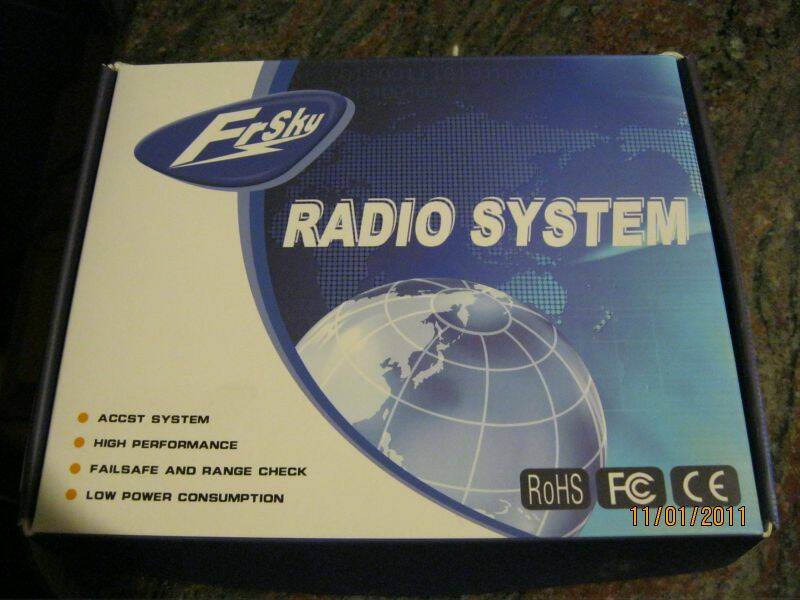 FrSky
RADIO SYSTEM
ACCST SYSTEM
HIGH PERFORMANCE
FAILSAFE AND RANGE CHECK
LOW POWER CONSUMPTION
RoHS FC CE
11/01/2011